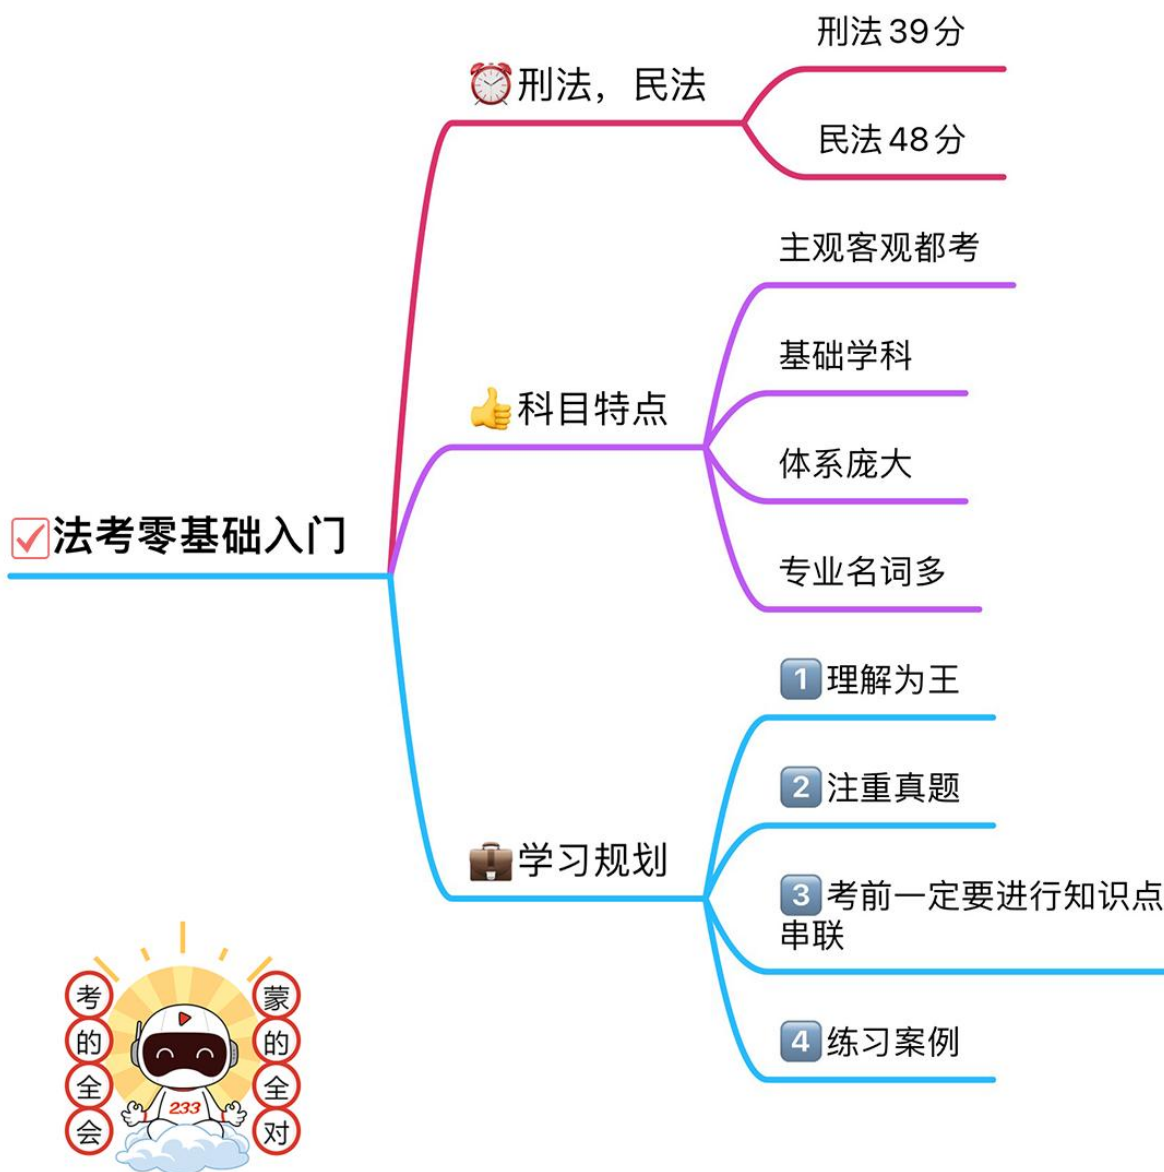 刑法39分
⏰刑法，民法
民法48分
主观客观都考
基础学科
👍科目特点
体系庞大
专业名词多
☑法考零基础入门
1️⃣理解为王
2️⃣注重真题
💼学习规划
3️⃣考前一定要进行知识点
串联
4️⃣练习案例
考的全会
蒙的全对
233